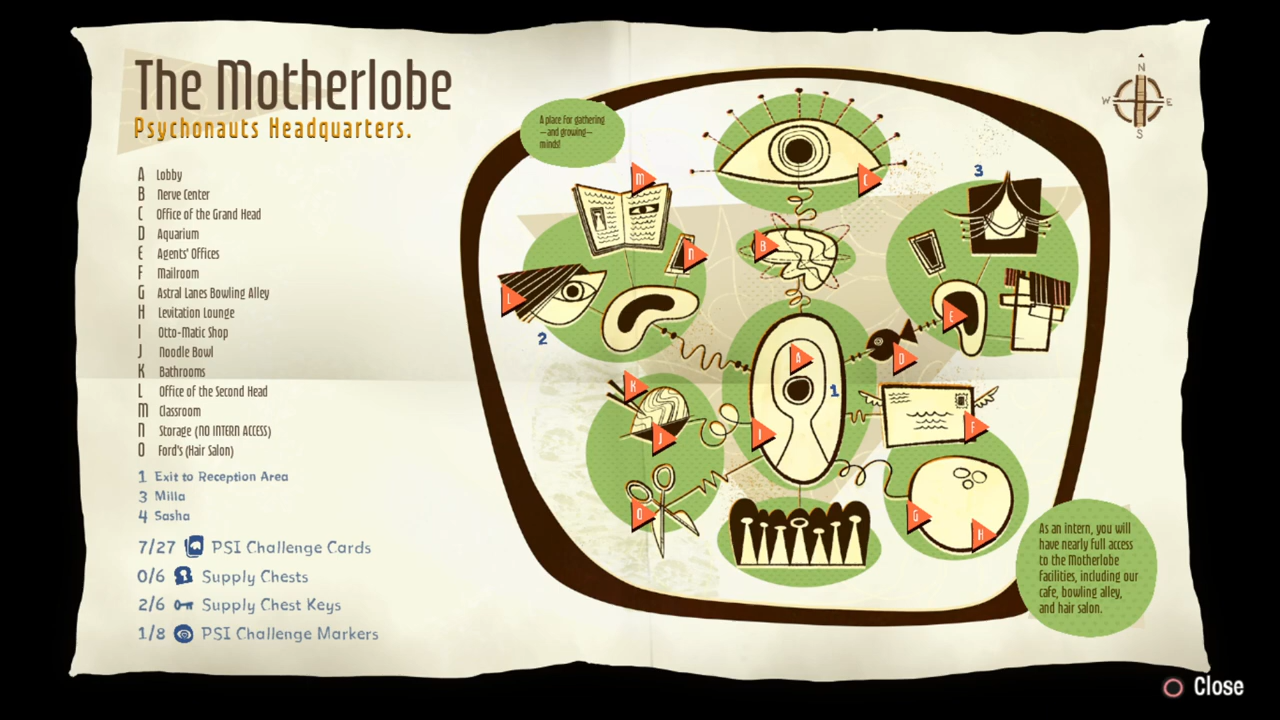 The Motherlobe
Psychonauts Headquarters.
A Lobby
B Nerve Center
C Office of the Grand Head
D Aquarium
E Agents' Offices
F Mailroom
G Astral Lanes Bowling Alley
H Levitation Lounge
I Otto-Matic Shop
J Noodle Bowl
K Bathrooms
L Office of the Second Head
M Classroom
N Storage (NO INTERN ACCESS)
O Ford's (Hair Salon)
1 Exit to Reception Area
3 Milla
4 Sasha
7/27 PSI Challenge Cards
0/6 Supply Chests
2/6 Supply Chest Keys
1/8 PSI Challenge Markers
A place for gathering
—and growing—
minds!
N
W E
S
C
3
M
B
N
L
E
2
A
D
K
1
J
I
F
O
G
H
As an intern, you will
have nearly full access
to the Motherlobe
facilities, including our
cafe, bowling alley,
and hair salon.
Close